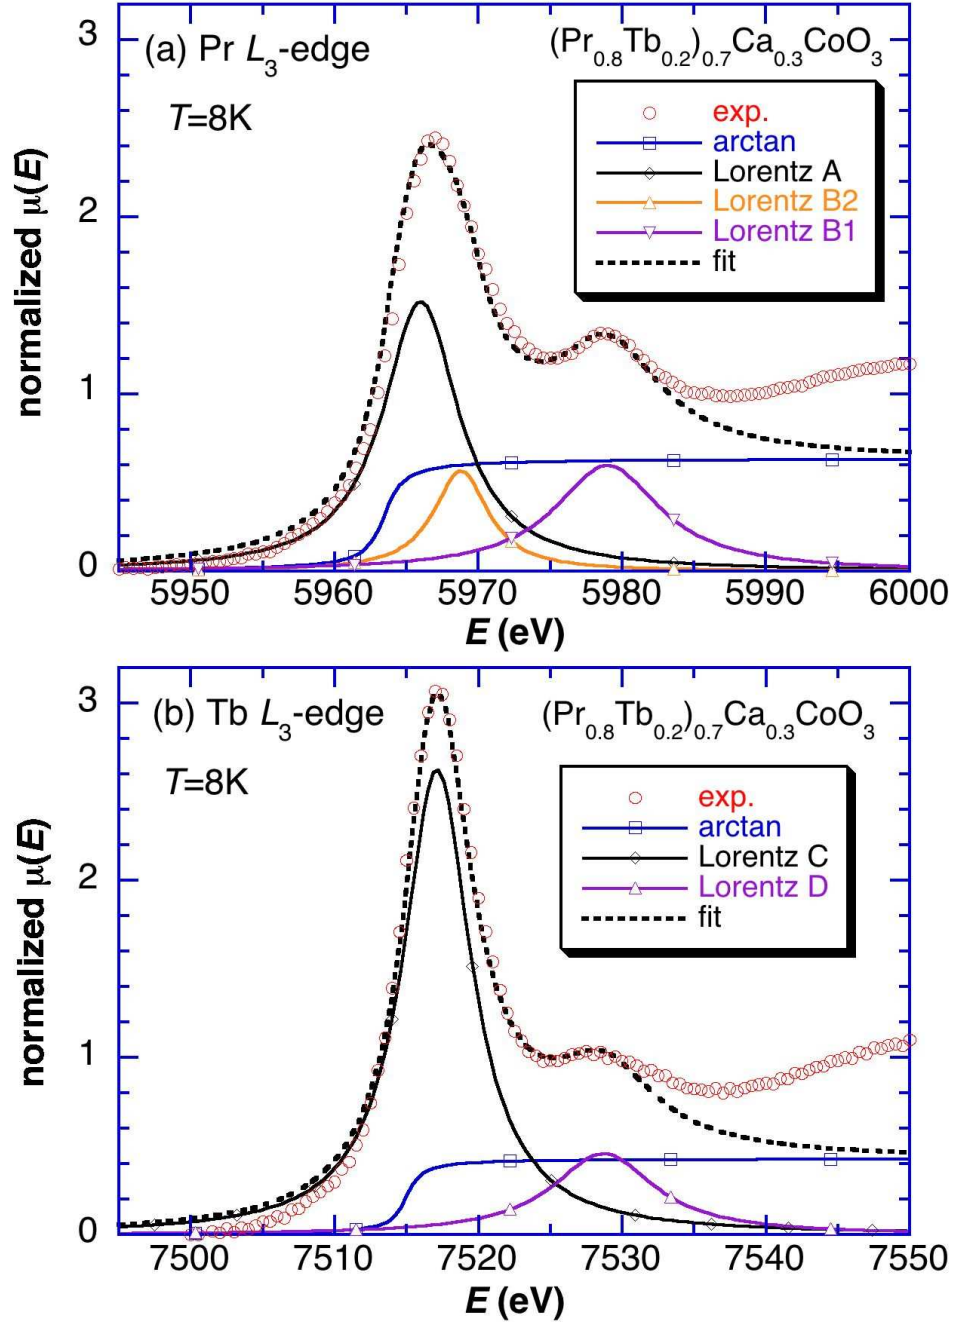 (a) Pr L₃-edge
(Pr₀.₈Tb₀.₂)₀.₇Ca₀.₃CoO₃
T=8K
exp.
arctan
Lorentz A
Lorentz B2
Lorentz B1
fit
normalized μ(E)
3
2
1
0
5950 5960 5970 5980 5990 6000
E (eV)
(b) Tb L₃-edge
(Pr₀.₈Tb₀.₂)₀.₇Ca₀.₃CoO₃
T=8K
exp.
arctan
Lorentz C
Lorentz D
fit
normalized μ(E)
3
2
1
0
7500 7510 7520 7530 7540 7550
E (eV)